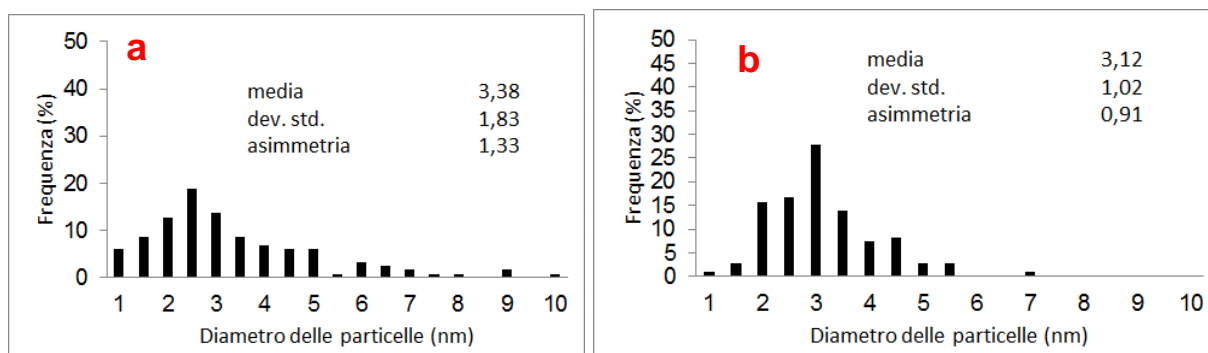 a
50
40
30
20
10
0
Frequenza (%)
media 3,38
dev. std. 1,83
asimmetria 1,33
1 2 3 4 5 6 7 8 9 10
Diametro delle particelle (nm)
b
50
45
40
35
30
25
20
15
10
5
0
Frequenza (%)
media 3,12
dev. std. 1,02
asimmetria 0,91
1 2 3 4 5 6 7 8 9 10
Diametro delle particelle (nm)